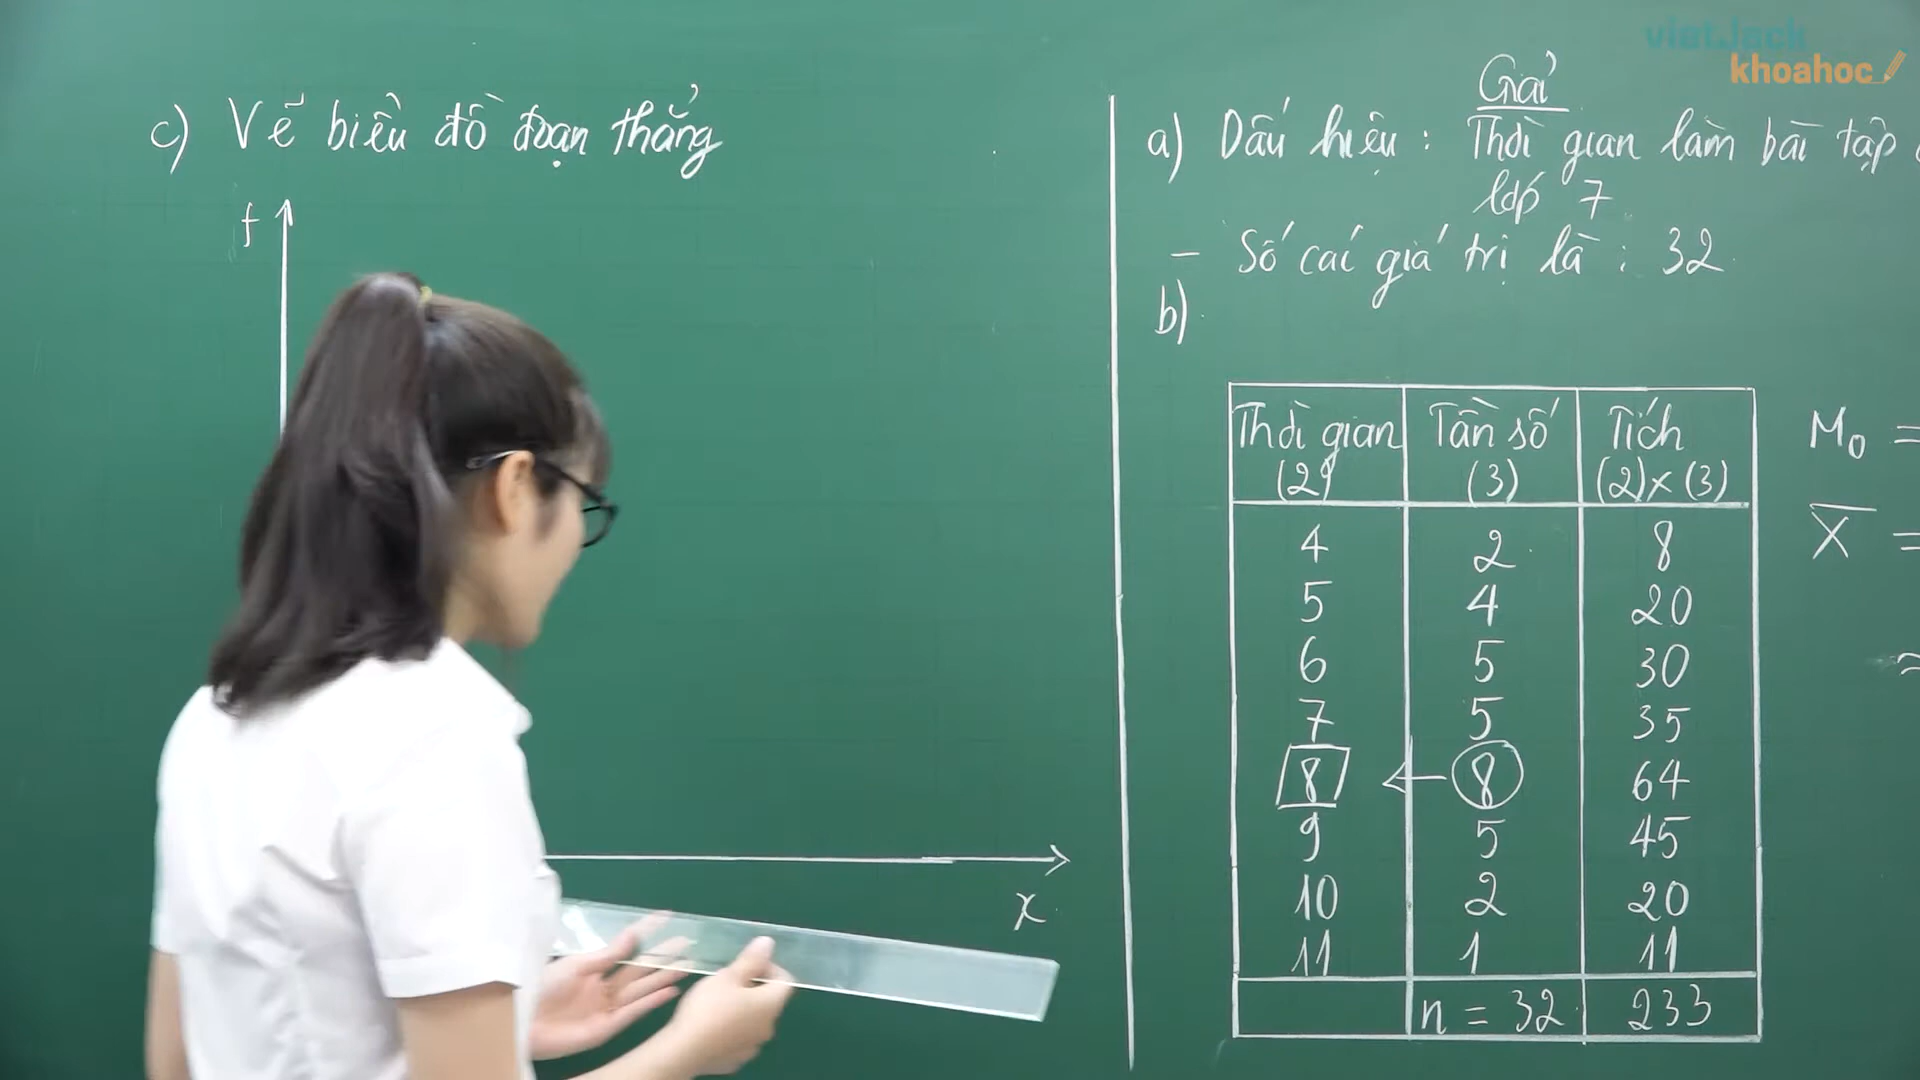 vietJack
khoahoc
c) Vẽ biểu đồ đoạn thẳng
f
x
Giải
a) Dấu hiệu : Thời gian làm bài tập
lớp 7
- Số các giá trị là : 32
b)
Thời gian (2) Tần số (3) Tích (2)x(3)
4 2 8
5 4 20
6 5 30
7 5 35
8 ← 8 64
9 5 45
10 2 20
11 1 11
n = 32 233
M₀ =
X̄ =
≈